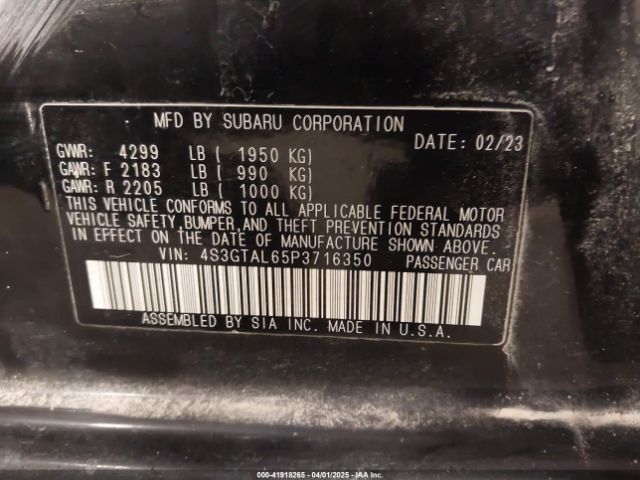 MFD BY SUBARU CORPORATION
DATE: 02/23
GVWR: 4299 LB ( 1950 KG)
GAWR: F 2183 LB ( 990 KG)
GAWR: R 2205 LB ( 1000 KG)
THIS VEHICLE CONFORMS TO ALL APPLICABLE FEDERAL MOTOR
VEHICLE SAFETY, BUMPER, AND THEFT PREVENTION STANDARDS
IN EFFECT ON THE DATE OF MANUFACTURE SHOWN ABOVE.
VIN: 4S3GTAL65P3716350 PASSENGER CAR
ASSEMBLED BY SIA INC. MADE IN U.S.A.
000-41918265 - 04/01/2025 - IAA Inc.